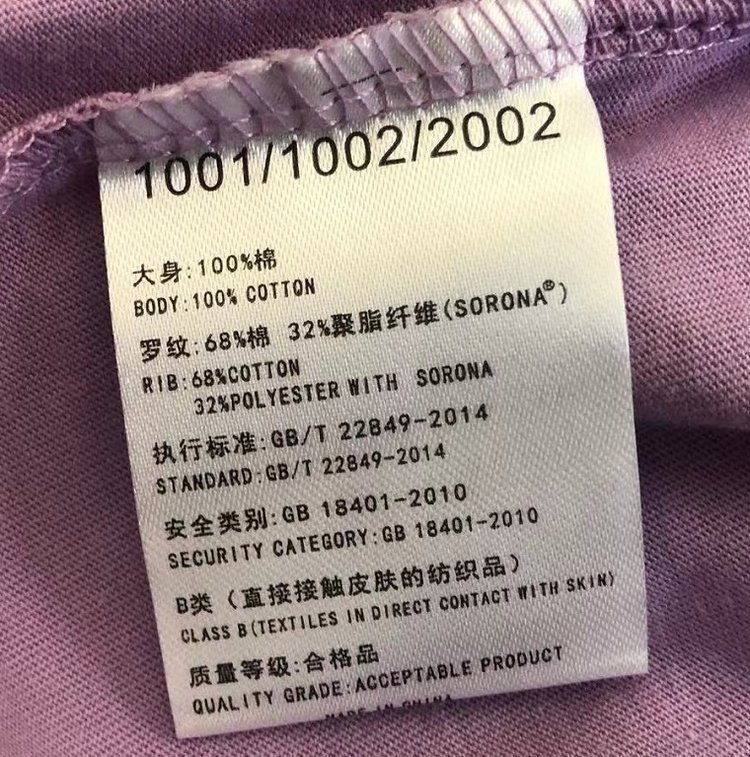 1001/1002/2002
大身:100%棉
BODY:100% COTTON
罗纹:68%棉 32%聚脂纤维(SORONA®)
RIB:68%COTTON
32%POLYESTER WITH SORONA
执行标准:GB/T 22849-2014
STANDARD:GB/T 22849-2014
安全类别:GB 18401-2010
SECURITY CATEGORY:GB 18401-2010
B类（直接接触皮肤的纺织品）
CLASS B(TEXTILES IN DIRECT CONTACT WITH SKIN)
质量等级:合格品
QUALITY GRADE:ACCEPTABLE PRODUCT
MADE IN CHINA